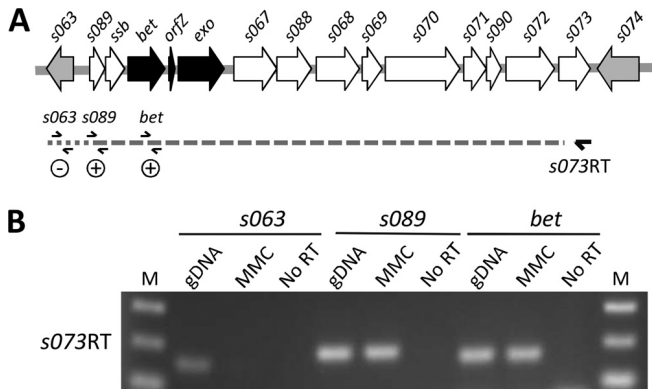 A
s063 s089 ssb bet orfZ exo s067 s088 s068 s069 s070 s071 s090 s072 s073 s074
s063 s089 bet
- + + s073RT
B
s063 s089 bet
M gDNA MMC No RT gDNA MMC No RT gDNA MMC No RT M
s073RT